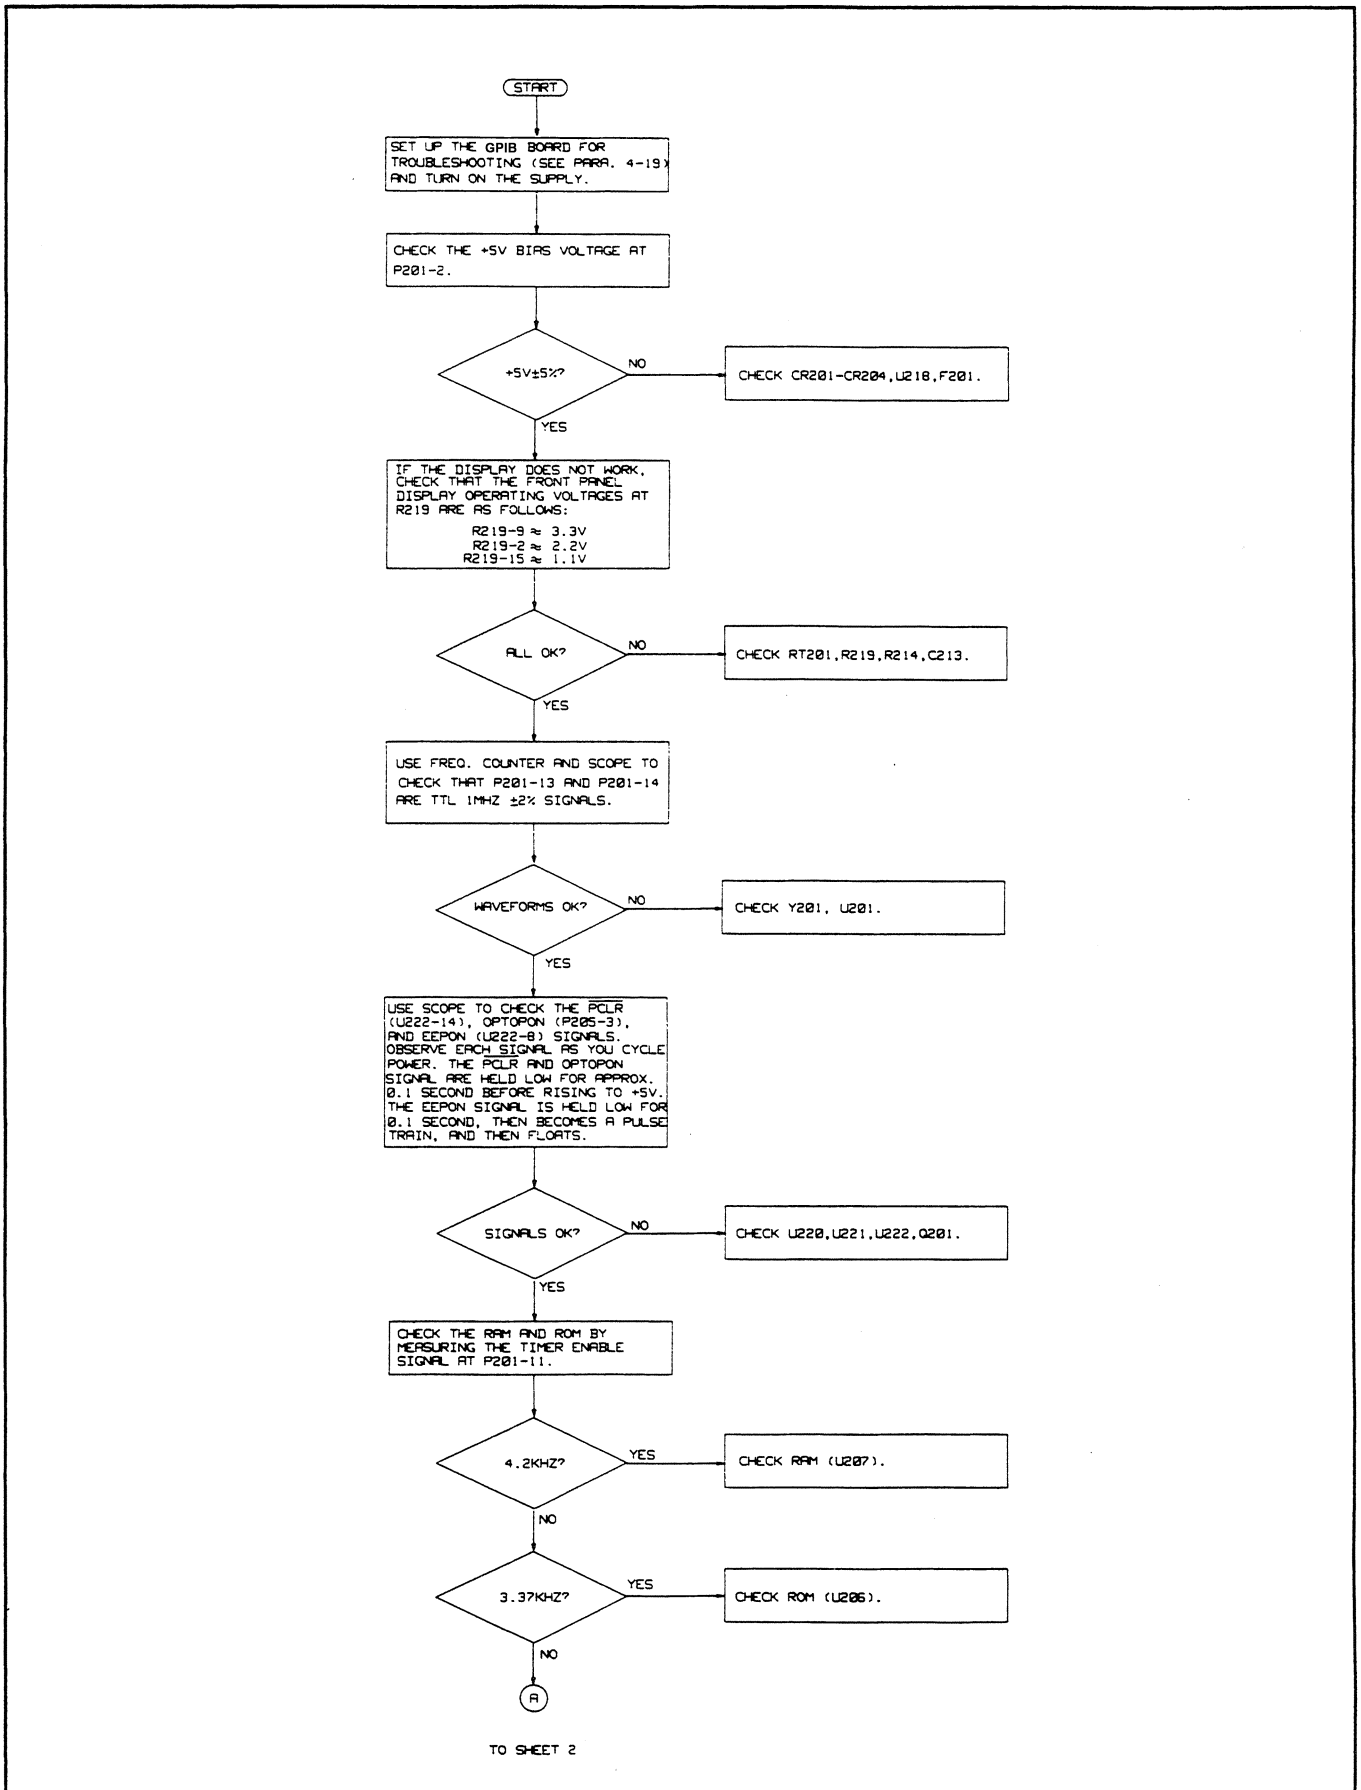 START
SET UP THE GPIB BOARD FOR
TROUBLESHOOTING (SEE PARA. 4-19)
AND TURN ON THE SUPPLY.
CHECK THE +5V BIAS VOLTAGE AT
P201-2.
+5V±5%?
NO
CHECK CR201-CR204,U218,F201.
YES
IF THE DISPLAY DOES NOT WORK,
CHECK THAT THE FRONT PANEL
DISPLAY OPERATING VOLTAGES AT
R219 ARE AS FOLLOWS:
R219-9 ≈ 3.3V
R219-2 ≈ 2.2V
R219-15 ≈ 1.1V
ALL OK?
NO
CHECK RT201,R219,R214,C213.
YES
USE FREQ. COUNTER AND SCOPE TO
CHECK THAT P201-13 AND P201-14
ARE TTL 1MHZ ±2% SIGNALS.
WAVEFORMS OK?
NO
CHECK Y201, U201.
YES
USE SCOPE TO CHECK THE P̅C̅L̅R̅
(U222-14), OPTOPON (P205-3),
AND EEPON (U222-8) SIGNALS.
OBSERVE EACH SIGNAL AS YOU CYCLE
POWER. THE P̅C̅L̅R̅ AND OPTOPON
SIGNAL ARE HELD LOW FOR APPROX.
0.1 SECOND BEFORE RISING TO +5V.
THE EEPON SIGNAL IS HELD LOW FOR
0.1 SECOND, THEN BECOMES A PULSE
TRAIN, AND THEN FLOATS.
SIGNALS OK?
NO
CHECK U220,U221,U222,Q201.
YES
CHECK THE RAM AND ROM BY
MEASURING THE TIMER ENABLE
SIGNAL AT P201-11.
4.2KHZ?
YES
CHECK RAM (U207).
NO
3.37KHZ?
YES
CHECK ROM (U206).
NO
A
TO SHEET 2